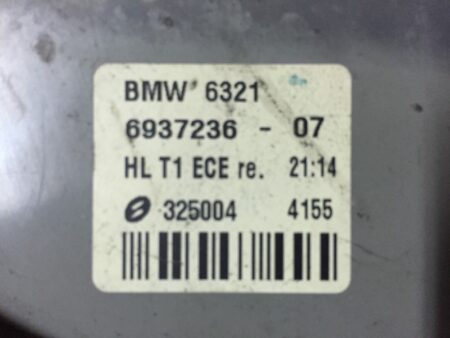 BMW 6321
6937236 - 07
HL T1 ECE re. 21:14
325004 4155